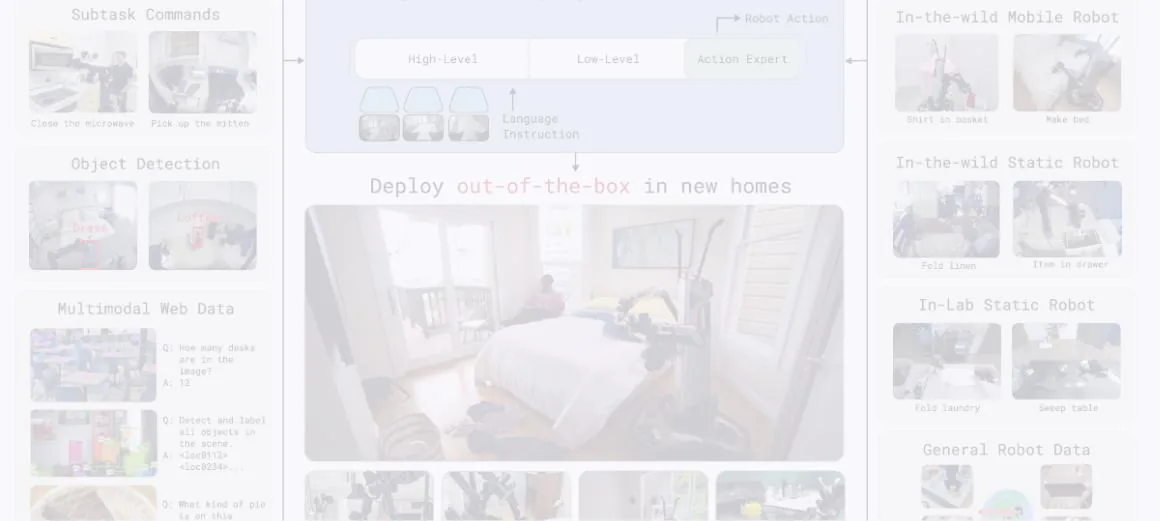 Subtask Commands
Close the microwave
Pick up the mitten
Object Detection
Multimodal Web Data
Q: How many desks
are in the
image?
A: 12
Q: Detect and label
all objects in
the scene.
A: <loc0112>
<loc0234>...
Q: What kind of pie
is on this
Robot Action
High-Level
Low-Level
Action Expert
Language
Instruction
Deploy out-of-the-box in new homes
In-the-wild Mobile Robot
Shirt in basket
Make bed
In-the-wild Static Robot
Fold linen
Item in drawer
In-Lab Static Robot
Fold laundry
Sweep table
General Robot Data